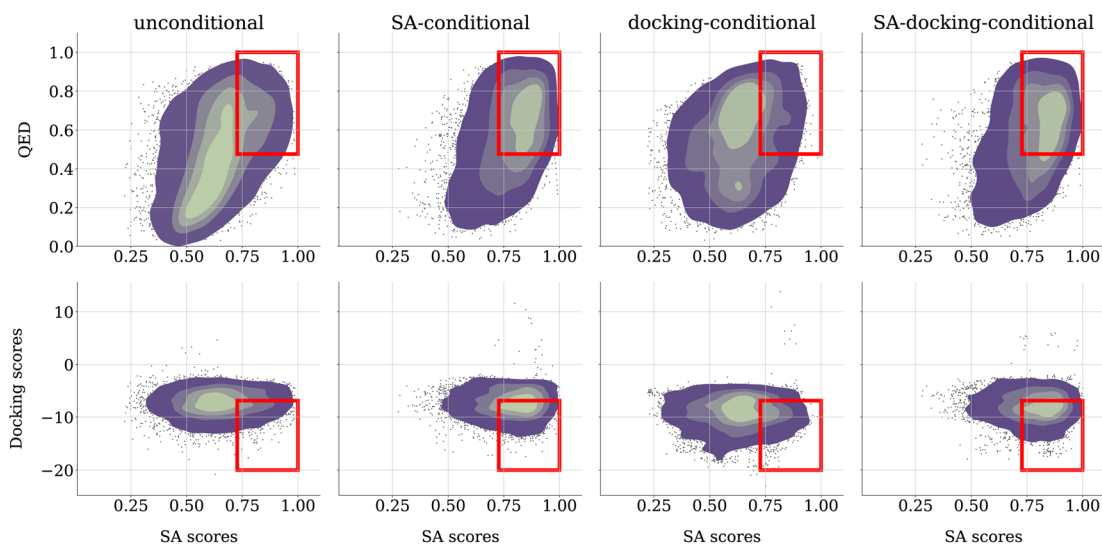 unconditional SA-conditional docking-conditional SA-docking-conditional
QED
1.0
0.8
0.6
0.4
0.2
0.0
0.25 0.50 0.75 1.00 0.25 0.50 0.75 1.00 0.25 0.50 0.75 1.00 0.25 0.50 0.75 1.00
Docking scores
10
0
−10
−20
0.25 0.50 0.75 1.00 0.25 0.50 0.75 1.00 0.25 0.50 0.75 1.00 0.25 0.50 0.75 1.00
SA scores SA scores SA scores SA scores